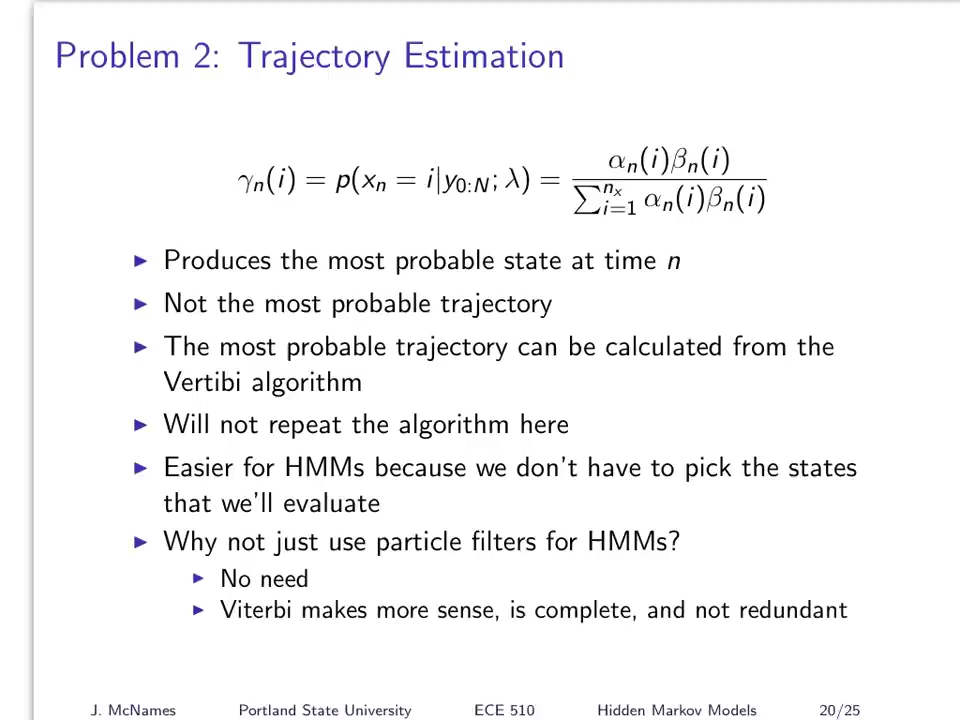 Problem 2: Trajectory Estimation
γₙ(i) = p(xₙ = i|y₀:N; λ) = αₙ(i)βₙ(i) / ∑ⁿˣᵢ₌₁ αₙ(i)βₙ(i)
▶ Produces the most probable state at time n
▶ Not the most probable trajectory
▶ The most probable trajectory can be calculated from the
Vertibi algorithm
▶ Will not repeat the algorithm here
▶ Easier for HMMs because we don't have to pick the states
that we'll evaluate
▶ Why not just use particle filters for HMMs?
▶ No need
▶ Viterbi makes more sense, is complete, and not redundant
J. McNames Portland State University ECE 510 Hidden Markov Models 20/25